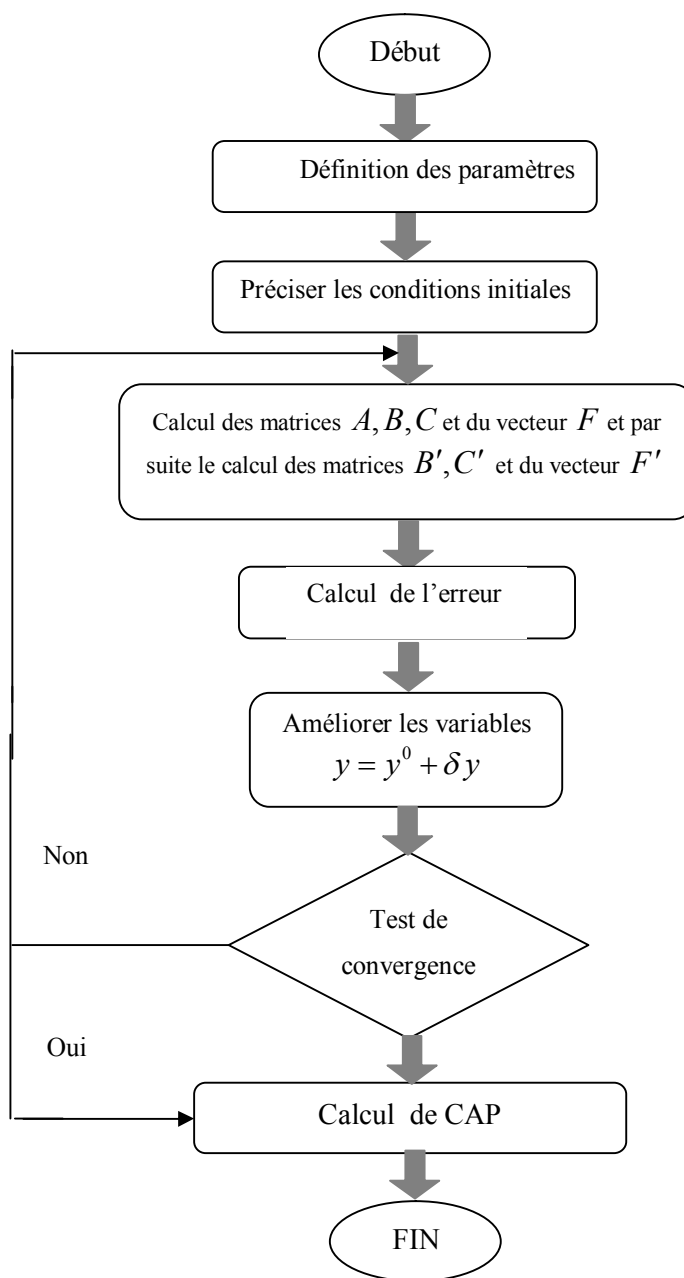 Début
Définition des paramètres
Préciser les conditions initiales
Calcul des matrices A, B, C et du vecteur F et par
suite le calcul des matrices B', C' et du vecteur F'
Calcul de l’erreur
Améliorer les variables
y = y⁰ + δ y
Non
Test de
convergence
Oui
Calcul de CAP
FIN